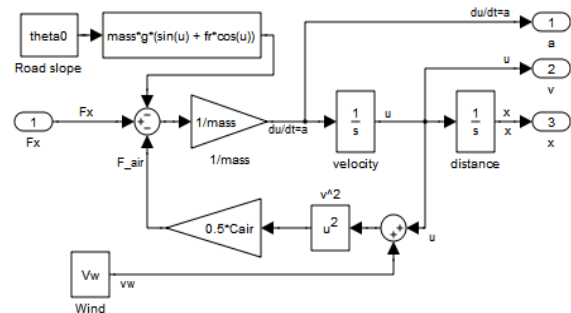 theta0
mass*g*(sin(u) + fr*cos(u))
Road slope
du/dt=a
1
a
u
2
v
1
Fx
Fx
1/mass
1/mass
du/dt=a
1
s
velocity
u
1
s
distance
x
x
3
x
F_air
0.5*Cair
v^2
u²
u
Vw
vw
Wind